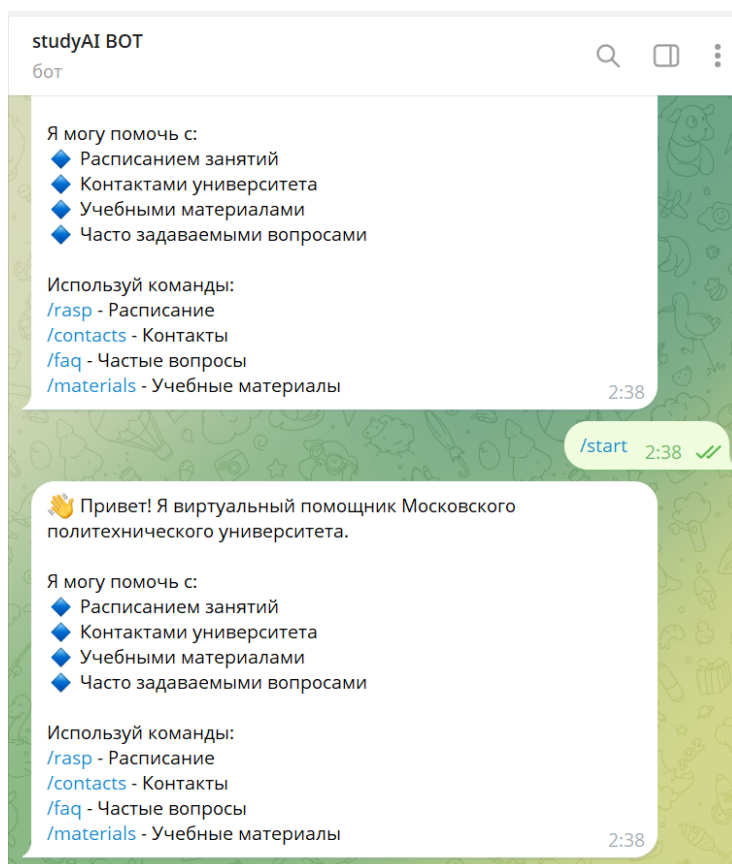 studyAI BOT
бот
Я могу помочь с:
🔷 Расписанием занятий
🔷 Контактами университета
🔷 Учебными материалами
🔷 Часто задаваемыми вопросами
Используй команды:
/rasp - Расписание
/contacts - Контакты
/faq - Частые вопросы
/materials - Учебные материалы
2:38
/start 2:38
👋 Привет! Я виртуальный помощник Московского
политехнического университета.
Я могу помочь с:
🔷 Расписанием занятий
🔷 Контактами университета
🔷 Учебными материалами
🔷 Часто задаваемыми вопросами
Используй команды:
/rasp - Расписание
/contacts - Контакты
/faq - Частые вопросы
/materials - Учебные материалы
2:38